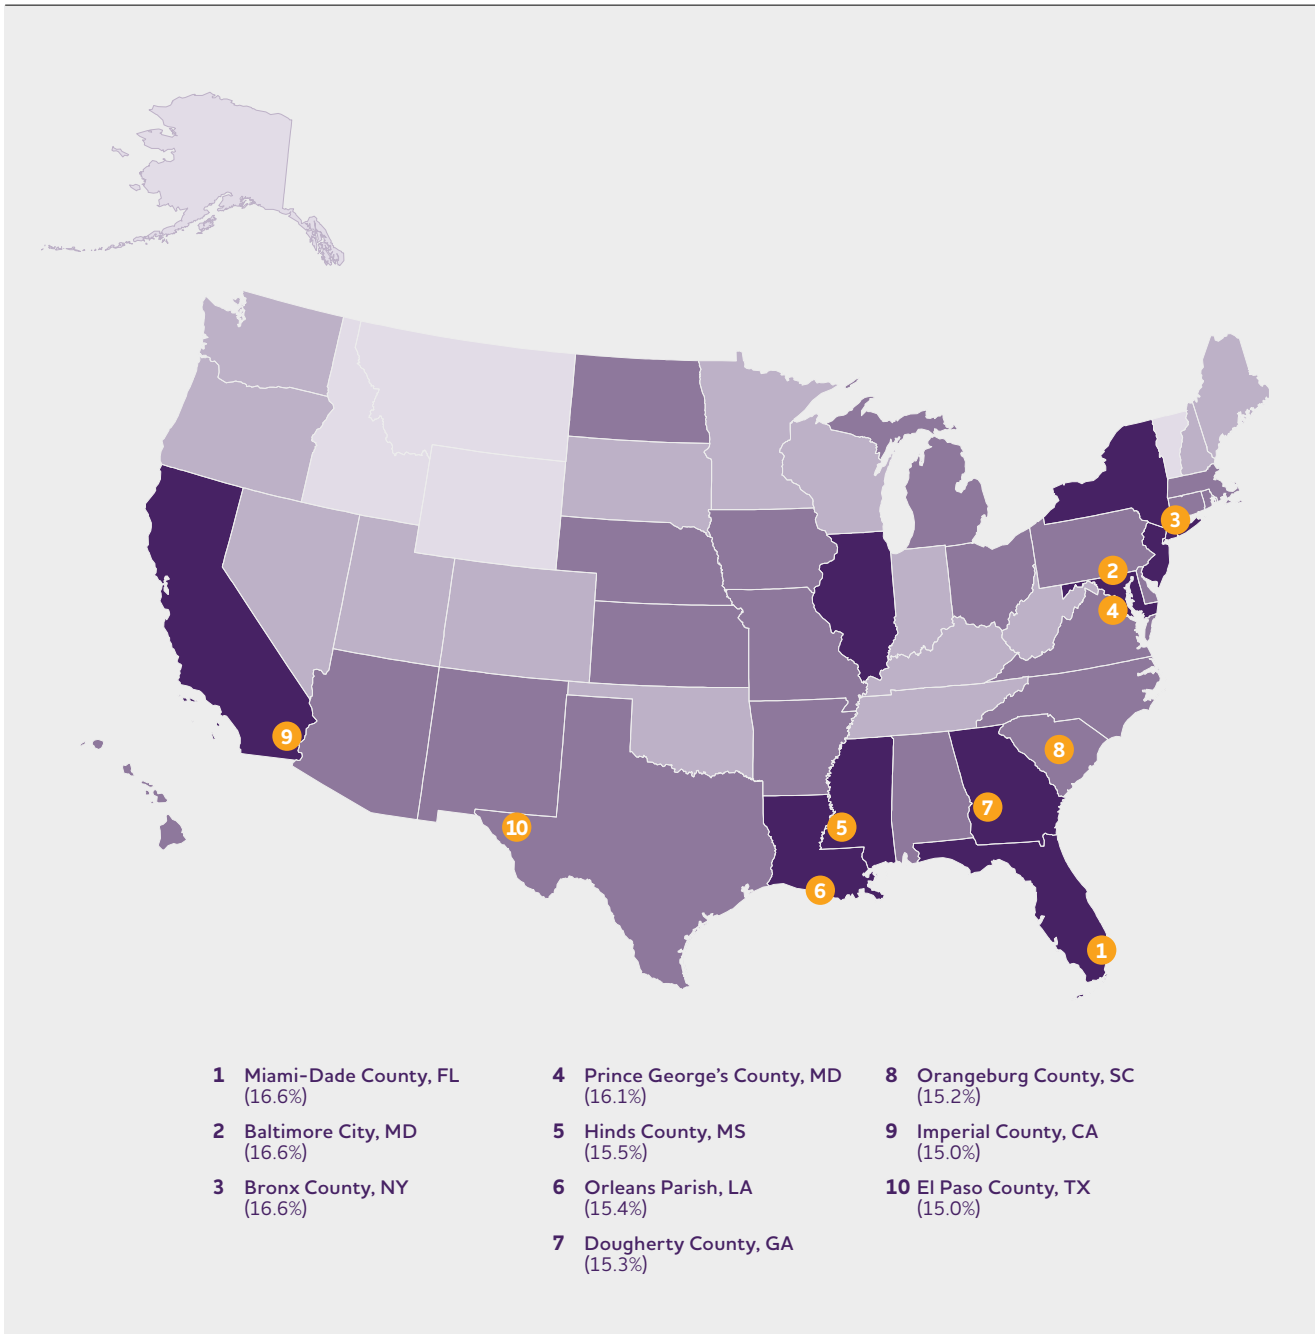 3
2
4
9
8
7
10
5
6
1
1 Miami-Dade County, FL
(16.6%)
2 Baltimore City, MD
(16.6%)
3 Bronx County, NY
(16.6%)
4 Prince George’s County, MD
(16.1%)
5 Hinds County, MS
(15.5%)
6 Orleans Parish, LA
(15.4%)
7 Dougherty County, GA
(15.3%)
8 Orangeburg County, SC
(15.2%)
9 Imperial County, CA
(15.0%)
10 El Paso County, TX
(15.0%)